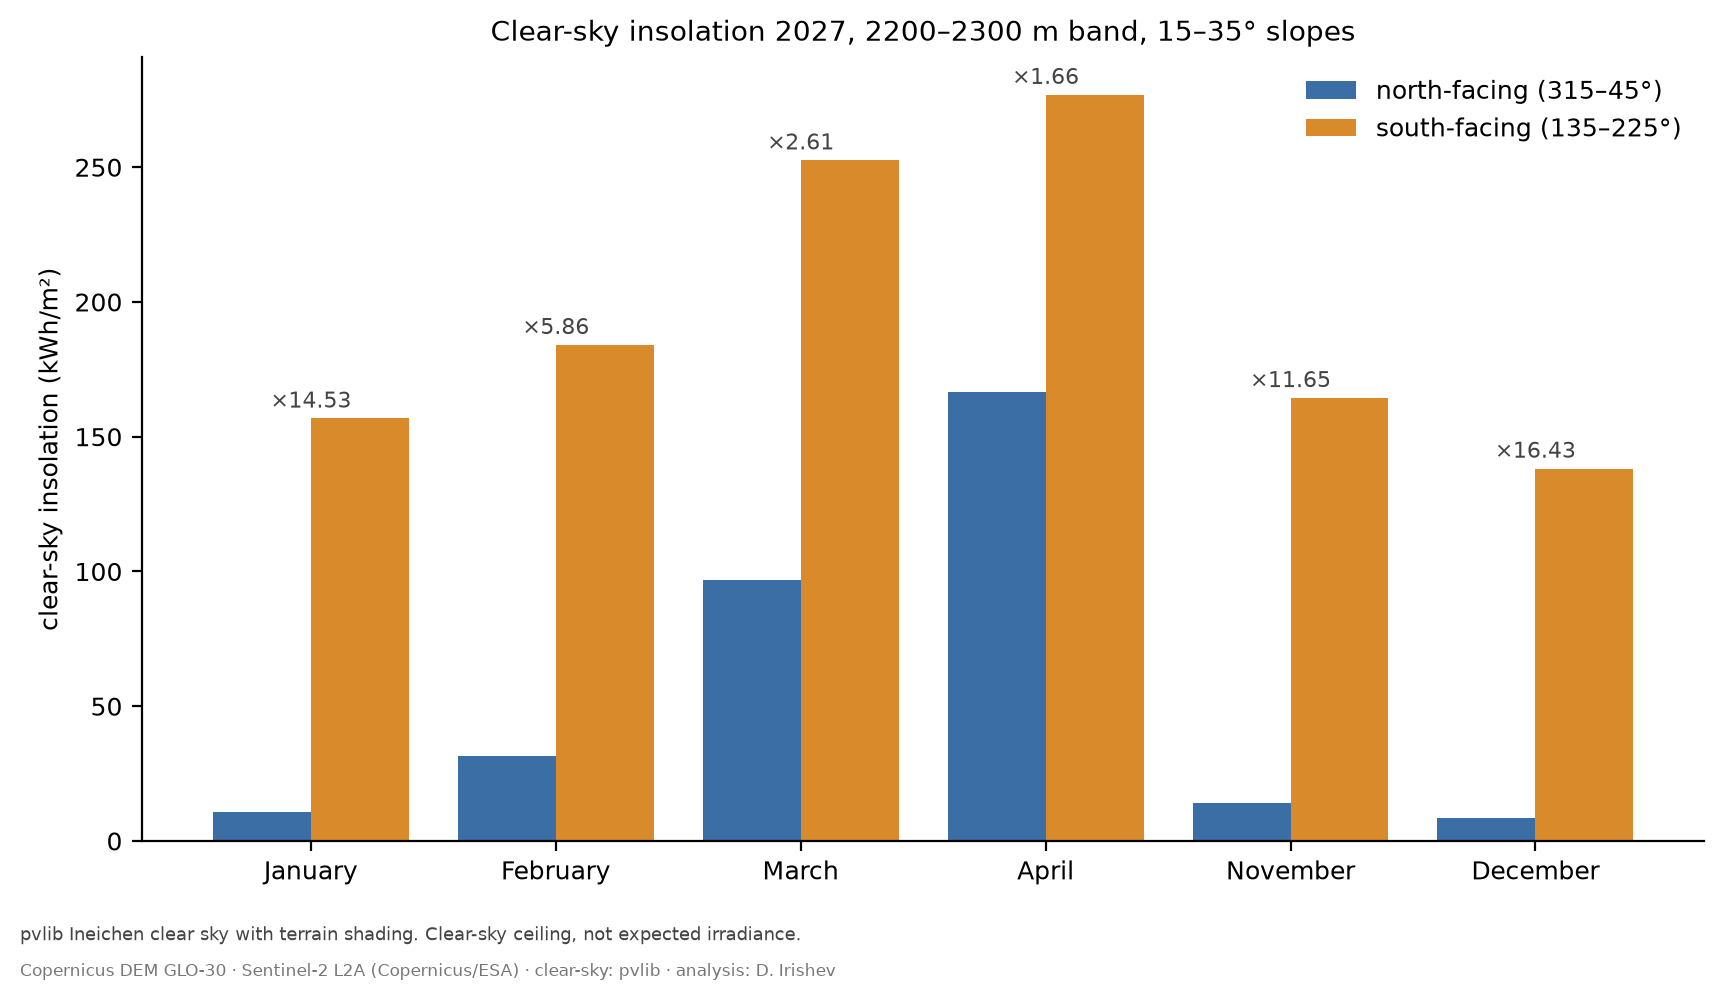 Clear-sky insolation 2027, 2200–2300 m band, 15–35° slopes
north-facing (315–45°)
south-facing (135–225°)
clear-sky insolation (kWh/m²)
250
200
150
100
50
0
×14.53
×5.86
×2.61
×1.66
×11.65
×16.43
January
February
March
April
November
December
pvlib Ineichen clear sky with terrain shading. Clear-sky ceiling, not expected irradiance.
Copernicus DEM GLO-30 · Sentinel-2 L2A (Copernicus/ESA) · clear-sky: pvlib · analysis: D. Irishev